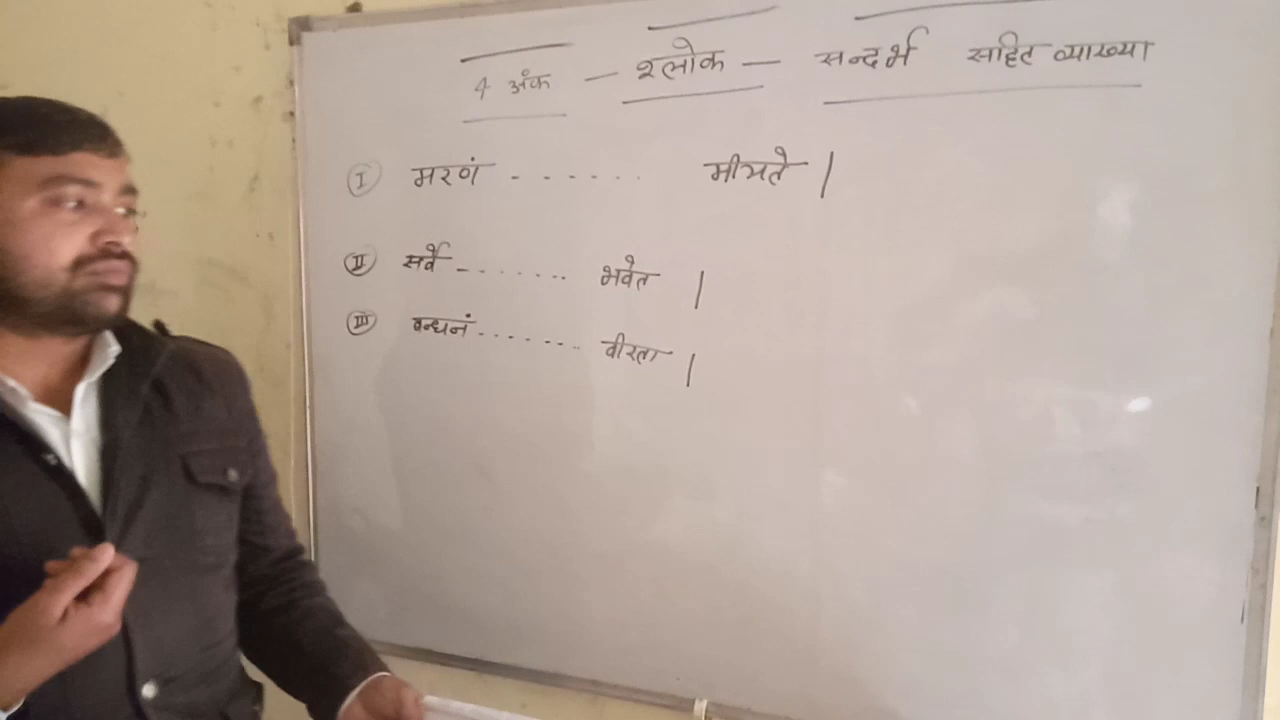 4 अंक - श्लोक - सन्दर्भ सहित व्याख्या
I मरणं ------ मीयते |
II सर्वे -------- भवेत |
III बन्धनं -------- वीरता |